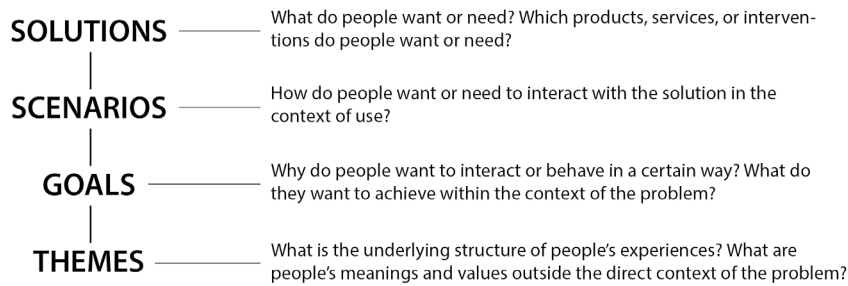 SOLUTIONS
What do people want or need? Which products, services, or interven-
tions do people want or need?
SCENARIOS
How do people want or need to interact with the solution in the
context of use?
GOALS
Why do people want to interact or behave in a certain way? What do
they want to achieve within the context of the problem?
THEMES
What is the underlying structure of people’s experiences? What are
people’s meanings and values outside the direct context of the problem?